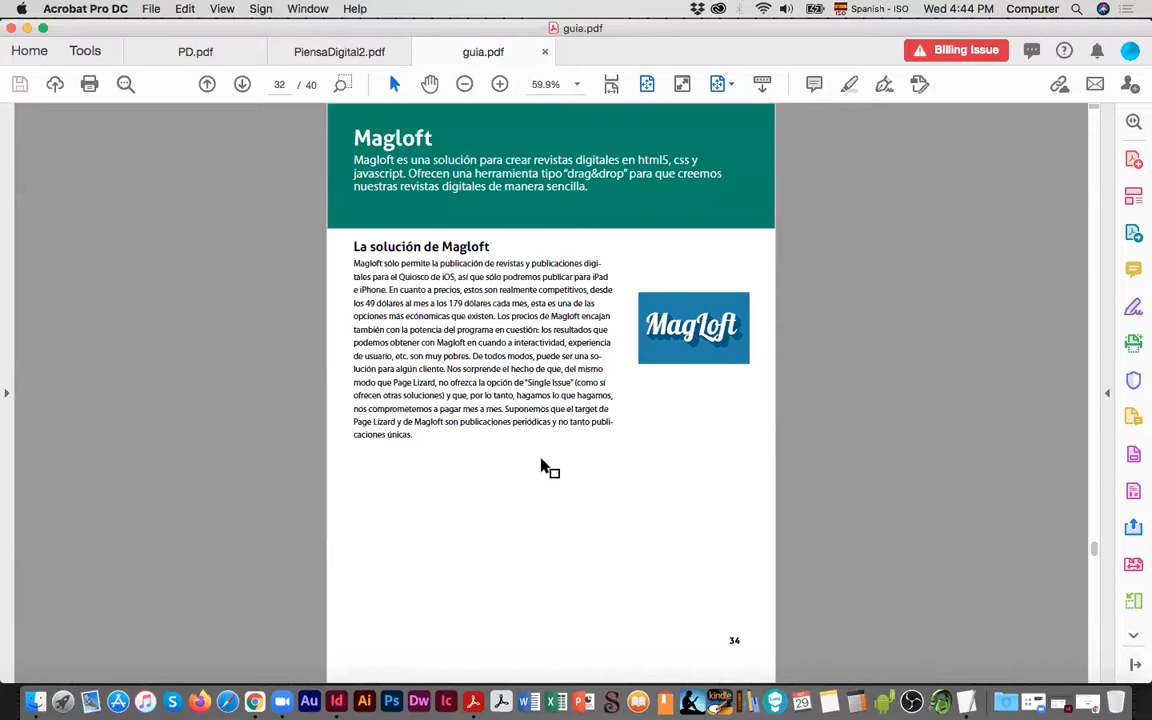 Acrobat Pro DC File Edit View Sign Window Help Spanish - ISO Wed 4:44 PM Computer
guia.pdf
Home Tools PD.pdf PiensaDigital2.pdf guia.pdf × Billing Issue
32 / 40 59.9%
Magloft
Magloft es una solución para crear revistas digitales en html5, css y
javascript. Ofrecen una herramienta tipo “drag&drop” para que creemos
nuestras revistas digitales de manera sencilla.
La solución de Magloft
Magloft sólo permite la publicación de revistas y publicaciones digi-
tales para el Quiosco de iOS, así que sólo podremos publicar para iPad
e iPhone. En cuanto a precios, estos son realmente competitivos, desde
los 49 dólares al mes a los 179 dólares cada mes, esta es una de las
opciones más ecónomicas que existen. Los precios de Magloft encajan
también con la potencia del programa en cuestión: los resultados que
podemos obtener con Magloft en cuando a interactividad, experiencia
de usuario, etc. son muy pobres. De todos modos, puede ser una so-
lución para algún cliente. Nos sorprende el hecho de que, del mismo
modo que Page Lizard, no ofrezca la opción de “Single Issue” (como sí
ofrecen otras soluciones) y que, por lo tanto, hagamos lo que hagamos,
nos comprometemos a pagar mes a mes. Suponemos que el target de
Page Lizard y de Magloft son publicaciones periódicas y no tanto publi-
caciones únicas.
MagLoft
34
Au Id Ai Ps Dw Ic kindle 29